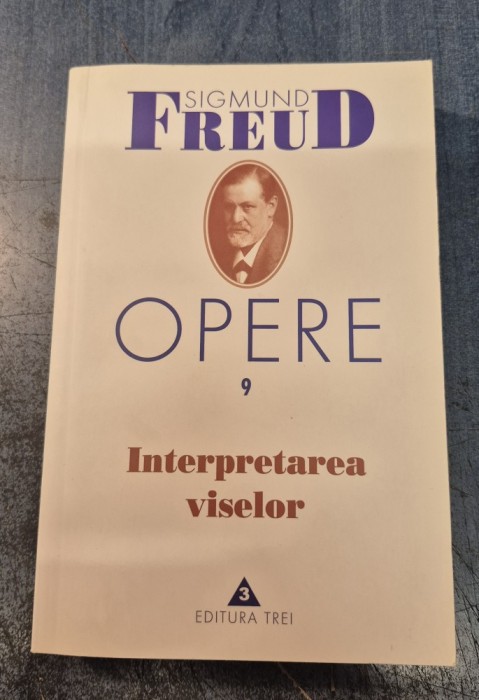 SIGMUND
FREUD
OPERE
9
Interpretarea
viselor
3
EDITURA TREI